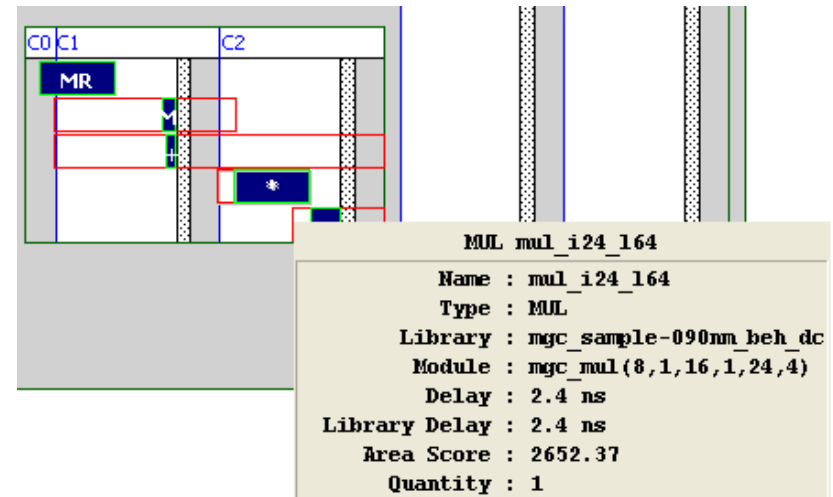 C0 C1 C2
MR
M
+
*
MUL mul_i24_l64
Name : mul_i24_l64
Type : MUL
Library : mgc_sample-090nm_beh_dc
Module : mgc_mul(8,1,16,1,24,4)
Delay : 2.4 ns
Library Delay : 2.4 ns
Area Score : 2652.37
Quantity : 1